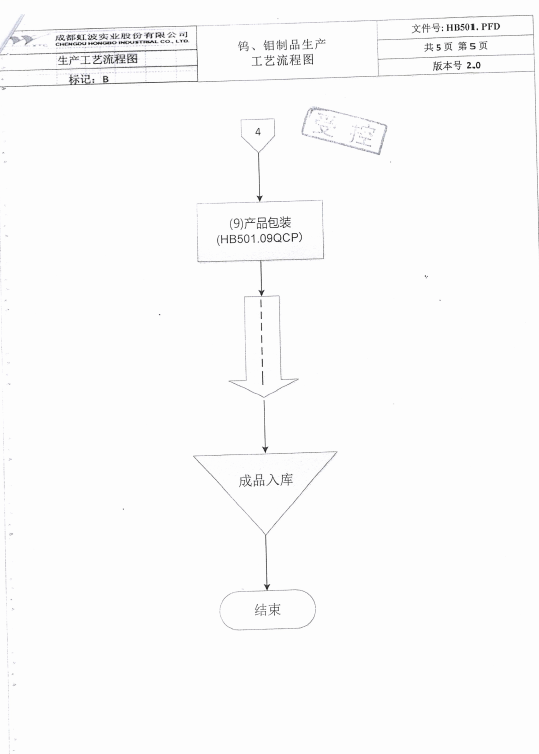 成都虹波实业股份有限公司
CHENGDU HONGBO INDUSTRIAL CO., LTD.
生产工艺流程图
标记：B
钨、钼制品生产
工艺流程图
文件号: HB501. PFD
共 5 页 第 5 页
版本号 2.0
4
受控
(9)产品包装
(HB501.09QCP)
成品入库
结束